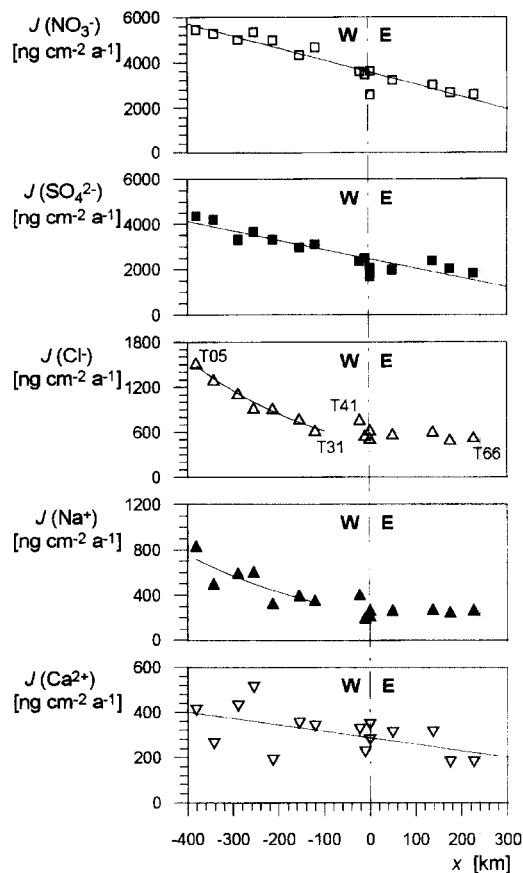 J (NO₃⁻)
[ng cm⁻² a⁻¹]
6000
4000
2000
0
W E
J (SO₄²⁻)
[ng cm⁻² a⁻¹]
6000
4000
2000
0
W E
J (Cl⁻)
[ng cm⁻² a⁻¹]
1800
1200
600
0
T05
T31
T41
T66
W E
J (Na⁺)
[ng cm⁻² a⁻¹]
1200
800
400
0
W E
J (Ca²⁺)
[ng cm⁻² a⁻¹]
600
400
200
0
W E
-400 -300 -200 -100 0 100 200 300
x [km]